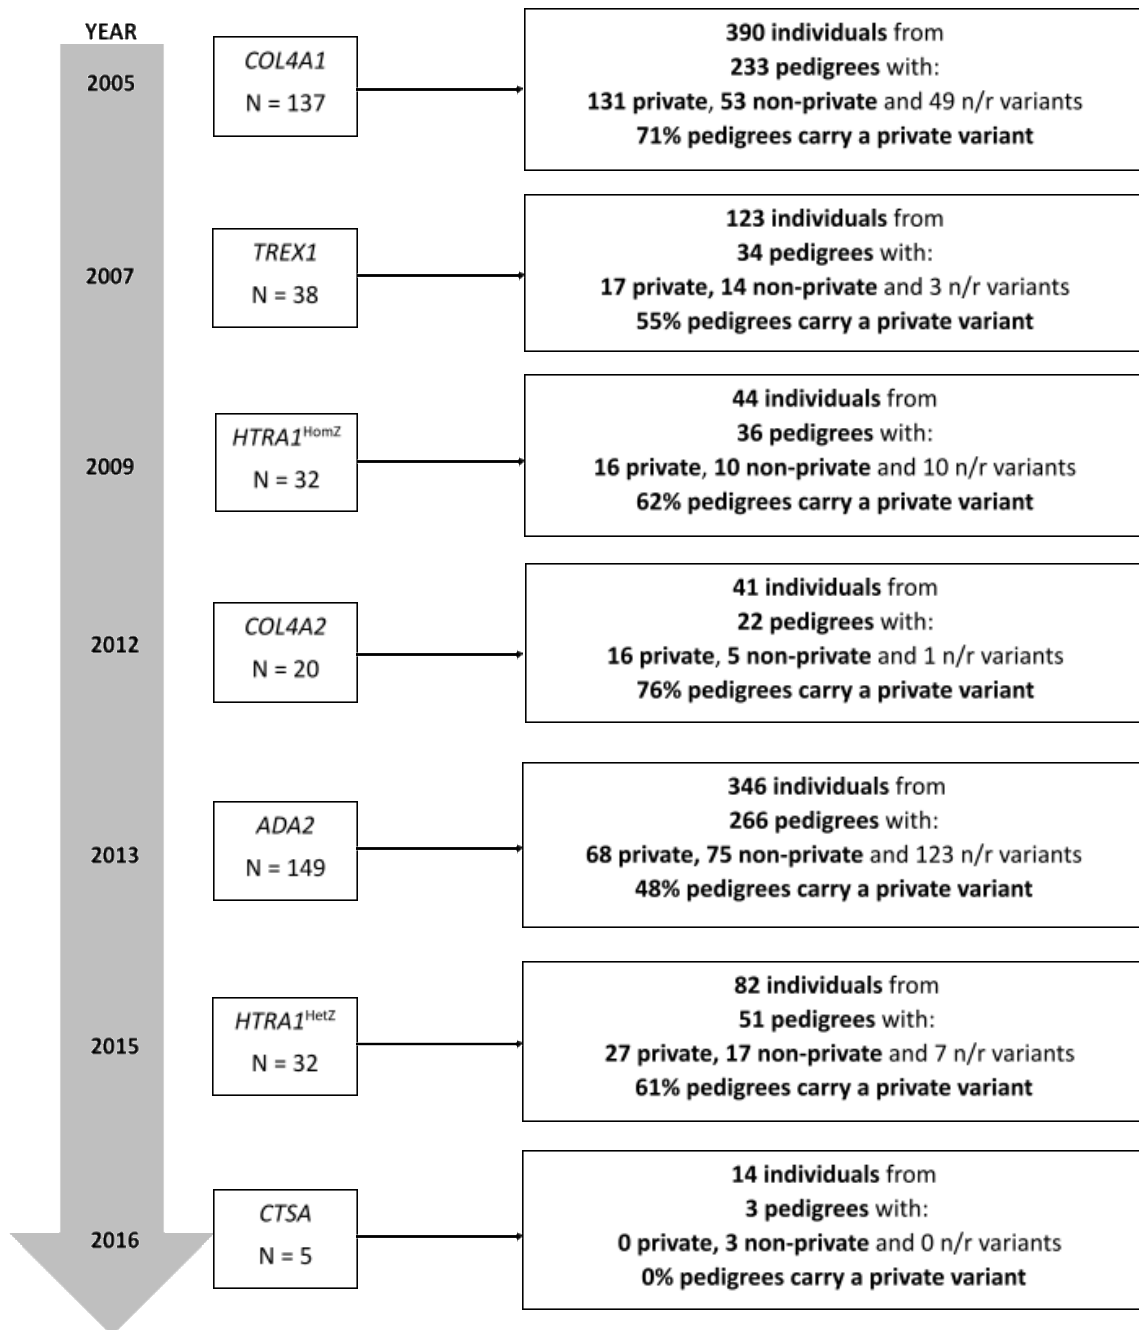 YEAR
2005
COL4A1
N = 137
390 individuals from
233 pedigrees with:
131 private, 53 non-private and 49 n/r variants
71% pedigrees carry a private variant
2007
TREX1
N = 38
123 individuals from
34 pedigrees with:
17 private, 14 non-private and 3 n/r variants
55% pedigrees carry a private variant
2009
HTRA1HomZ
N = 32
44 individuals from
36 pedigrees with:
16 private, 10 non-private and 10 n/r variants
62% pedigrees carry a private variant
2012
COL4A2
N = 20
41 individuals from
22 pedigrees with:
16 private, 5 non-private and 1 n/r variants
76% pedigrees carry a private variant
2013
ADA2
N = 149
346 individuals from
266 pedigrees with:
68 private, 75 non-private and 123 n/r variants
48% pedigrees carry a private variant
2015
HTRA1HetZ
N = 32
82 individuals from
51 pedigrees with:
27 private, 17 non-private and 7 n/r variants
61% pedigrees carry a private variant
2016
CTSA
N = 5
14 individuals from
3 pedigrees with:
0 private, 3 non-private and 0 n/r variants
0% pedigrees carry a private variant